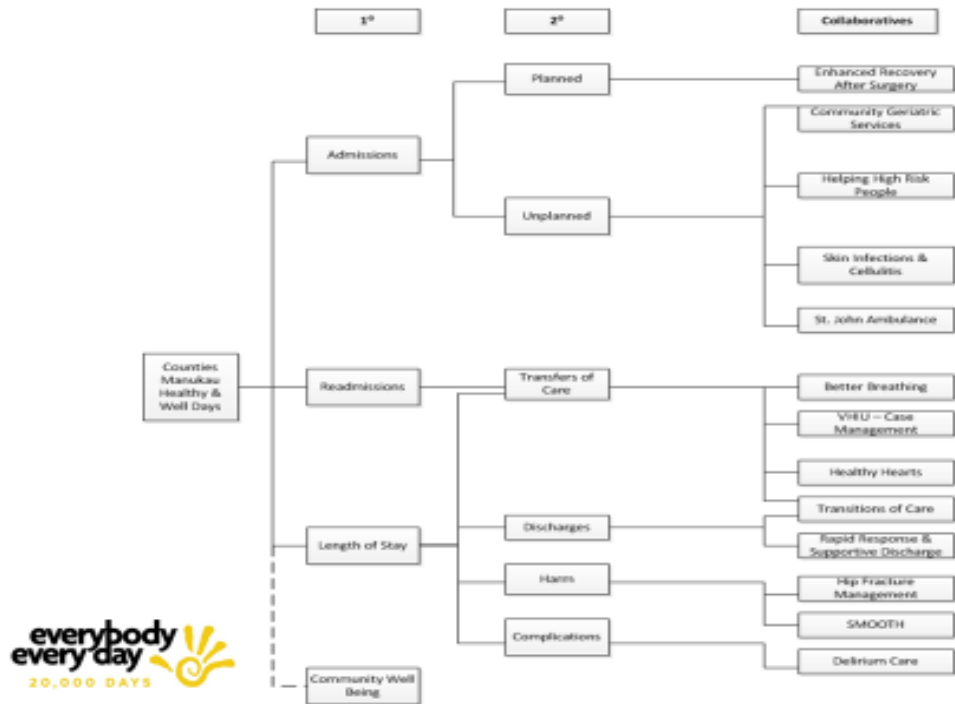 1º
2º
Collaboratives
Planned
Enhanced Recovery
After Surgery
Community Geriatric
Services
Admissions
Helping High Risk
People
Unplanned
Skin Infections &
Cellulitis
St. John Ambulance
Counties
Manukau
Healthy &
Well Days
Readmissions
Transfers of
Care
Better Breathing
VHIU – Case
Management
Healthy Hearts
Transitions of Care
Length of Stay
Discharges
Rapid Response &
Supportive Discharge
Harm
Hip Fracture
Management
SMOOTH
Complications
Delirium Care
Community Well
Being
everybody
every day
20,000 DAYS